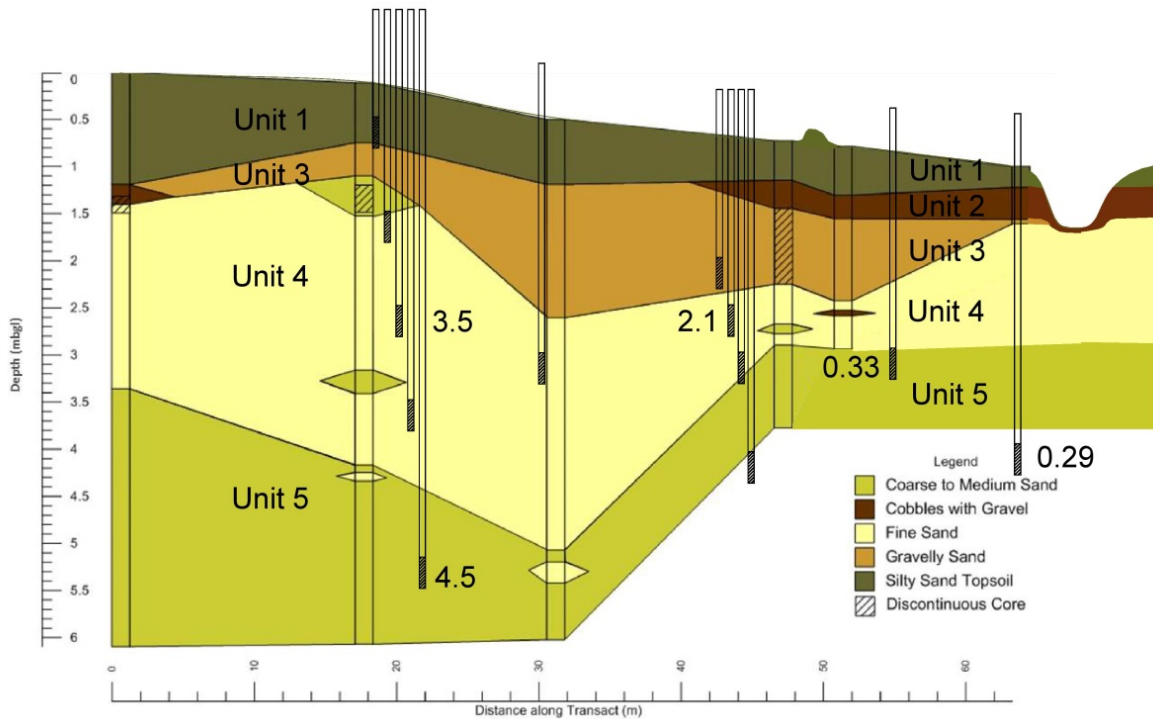 0
0.5
1
1.5
2
2.5
3
3.5
4
4.5
5
5.5
6
Depth (mbgl)
Unit 1
Unit 3
Unit 4
3.5
Unit 5
4.5
2.1
0.33
Unit 1
Unit 2
Unit 3
Unit 4
Unit 5
0.29
Legend
Coarse to Medium Sand
Cobbles with Gravel
Fine Sand
Gravelly Sand
Silty Sand Topsoil
Discontinuous Core
0 10 20 30 40 50 60
Distance along Transact (m)